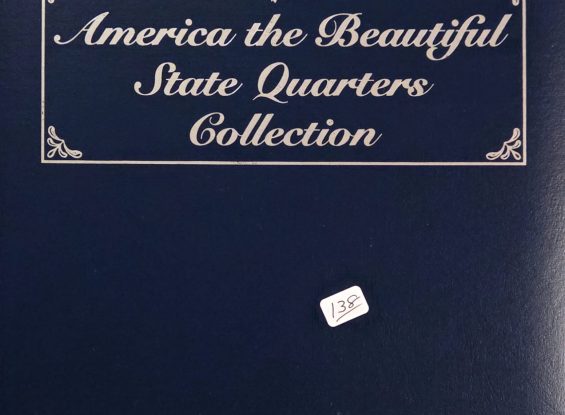 America the Beautiful
State Quarters
Collection
138